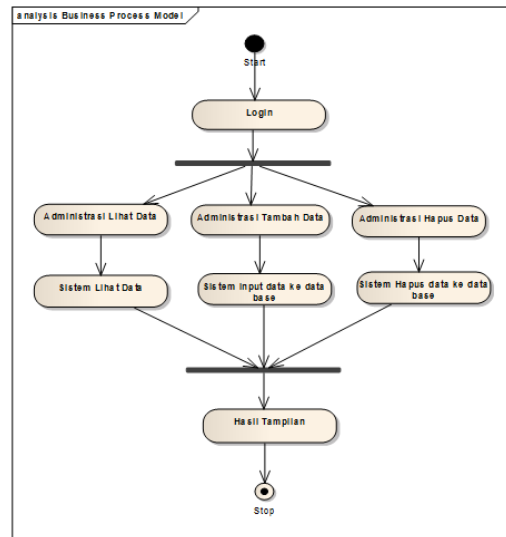 analysis Business Process Model
Start
Login
Administrasi Lihat Data
Administrasi Tambah Data
Administrasi Hapus Data
Sistem Lihat Data
Sistem Input data ke data
base
Sistem Hapus data ke data
base
Hasil Tampilan
Stop